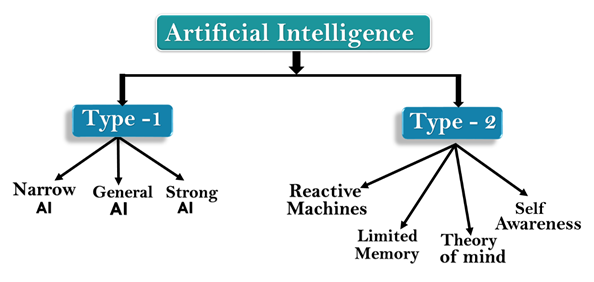 Artificial Intelligence
Type -1
Type - 2
Narrow
AI
General
AI
Strong
AI
Reactive
Machines
Limited
Memory
Theory
of mind
Self
Awareness